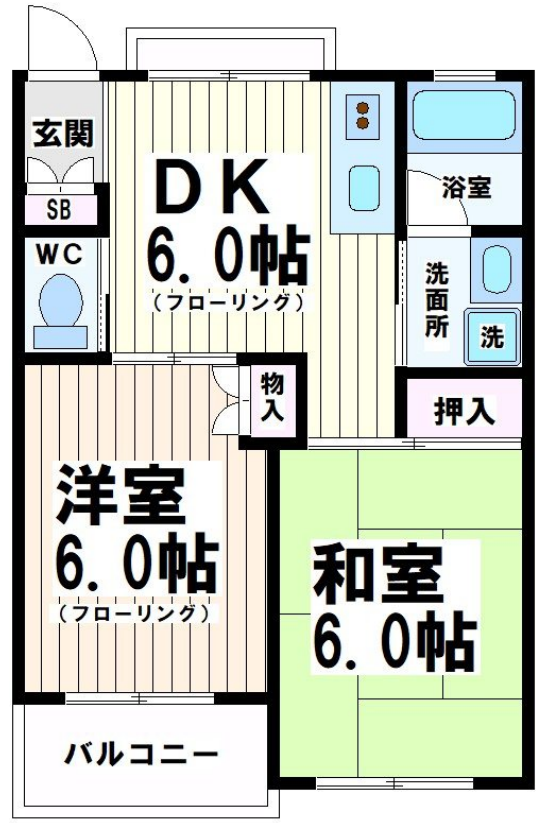 玄関
SB
WC
DK
6.0帖
(フローリング)
浴室
洗面所
洗
物入
押入
洋室
6.0帖
(フローリング)
和室
6.0帖
バルコニー